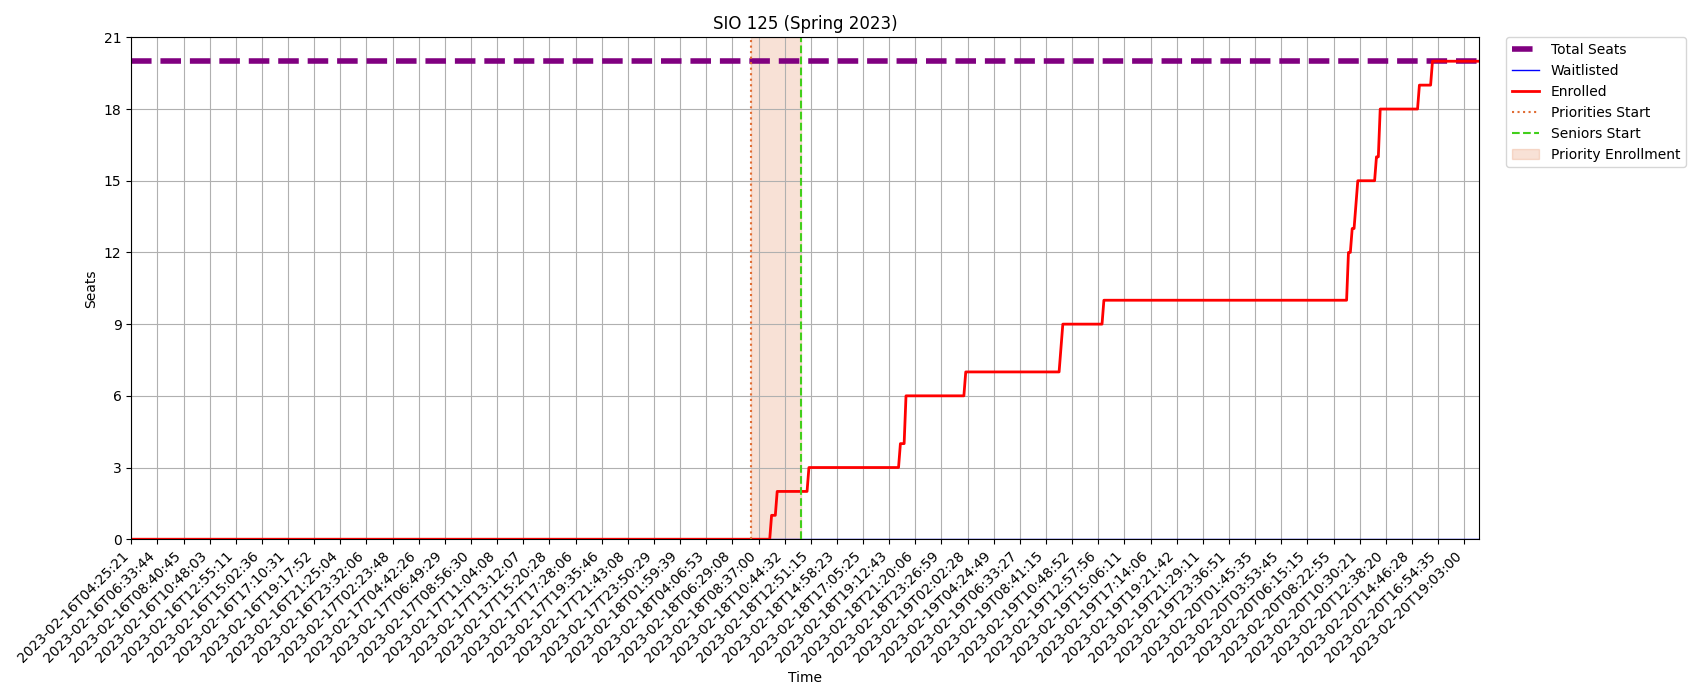 SIO 125 (Spring 2023)
Total Seats
Waitlisted
Enrolled
Priorities Start
Seniors Start
Priority Enrollment
Seats
21
18
15
12
9
6
3
0
2023-02-16T04:25:21
2023-02-16T06:33:44
2023-02-16T08:40:45
2023-02-16T10:48:03
2023-02-16T12:55:11
2023-02-16T15:02:36
2023-02-16T17:10:31
2023-02-16T19:17:52
2023-02-16T21:25:04
2023-02-16T23:32:06
2023-02-17T02:23:48
2023-02-17T04:42:26
2023-02-17T06:49:29
2023-02-17T08:56:30
2023-02-17T11:04:08
2023-02-17T13:12:07
2023-02-17T15:20:28
2023-02-17T17:28:06
2023-02-17T19:35:46
2023-02-17T21:43:08
2023-02-17T23:50:29
2023-02-18T01:59:39
2023-02-18T04:06:53
2023-02-18T06:29:08
2023-02-18T08:37:00
2023-02-18T10:44:32
2023-02-18T12:51:15
2023-02-18T14:58:23
2023-02-18T17:05:25
2023-02-18T19:12:43
2023-02-18T21:20:06
2023-02-18T23:26:59
2023-02-19T02:02:28
2023-02-19T04:24:49
2023-02-19T06:33:27
2023-02-19T08:41:15
2023-02-19T10:48:52
2023-02-19T12:57:56
2023-02-19T15:06:11
2023-02-19T17:14:06
2023-02-19T19:21:42
2023-02-19T21:29:11
2023-02-19T23:36:51
2023-02-20T01:45:35
2023-02-20T03:53:45
2023-02-20T06:15:15
2023-02-20T08:22:55
2023-02-20T10:30:21
2023-02-20T12:38:20
2023-02-20T14:46:28
2023-02-20T16:54:35
2023-02-20T19:03:00
Time